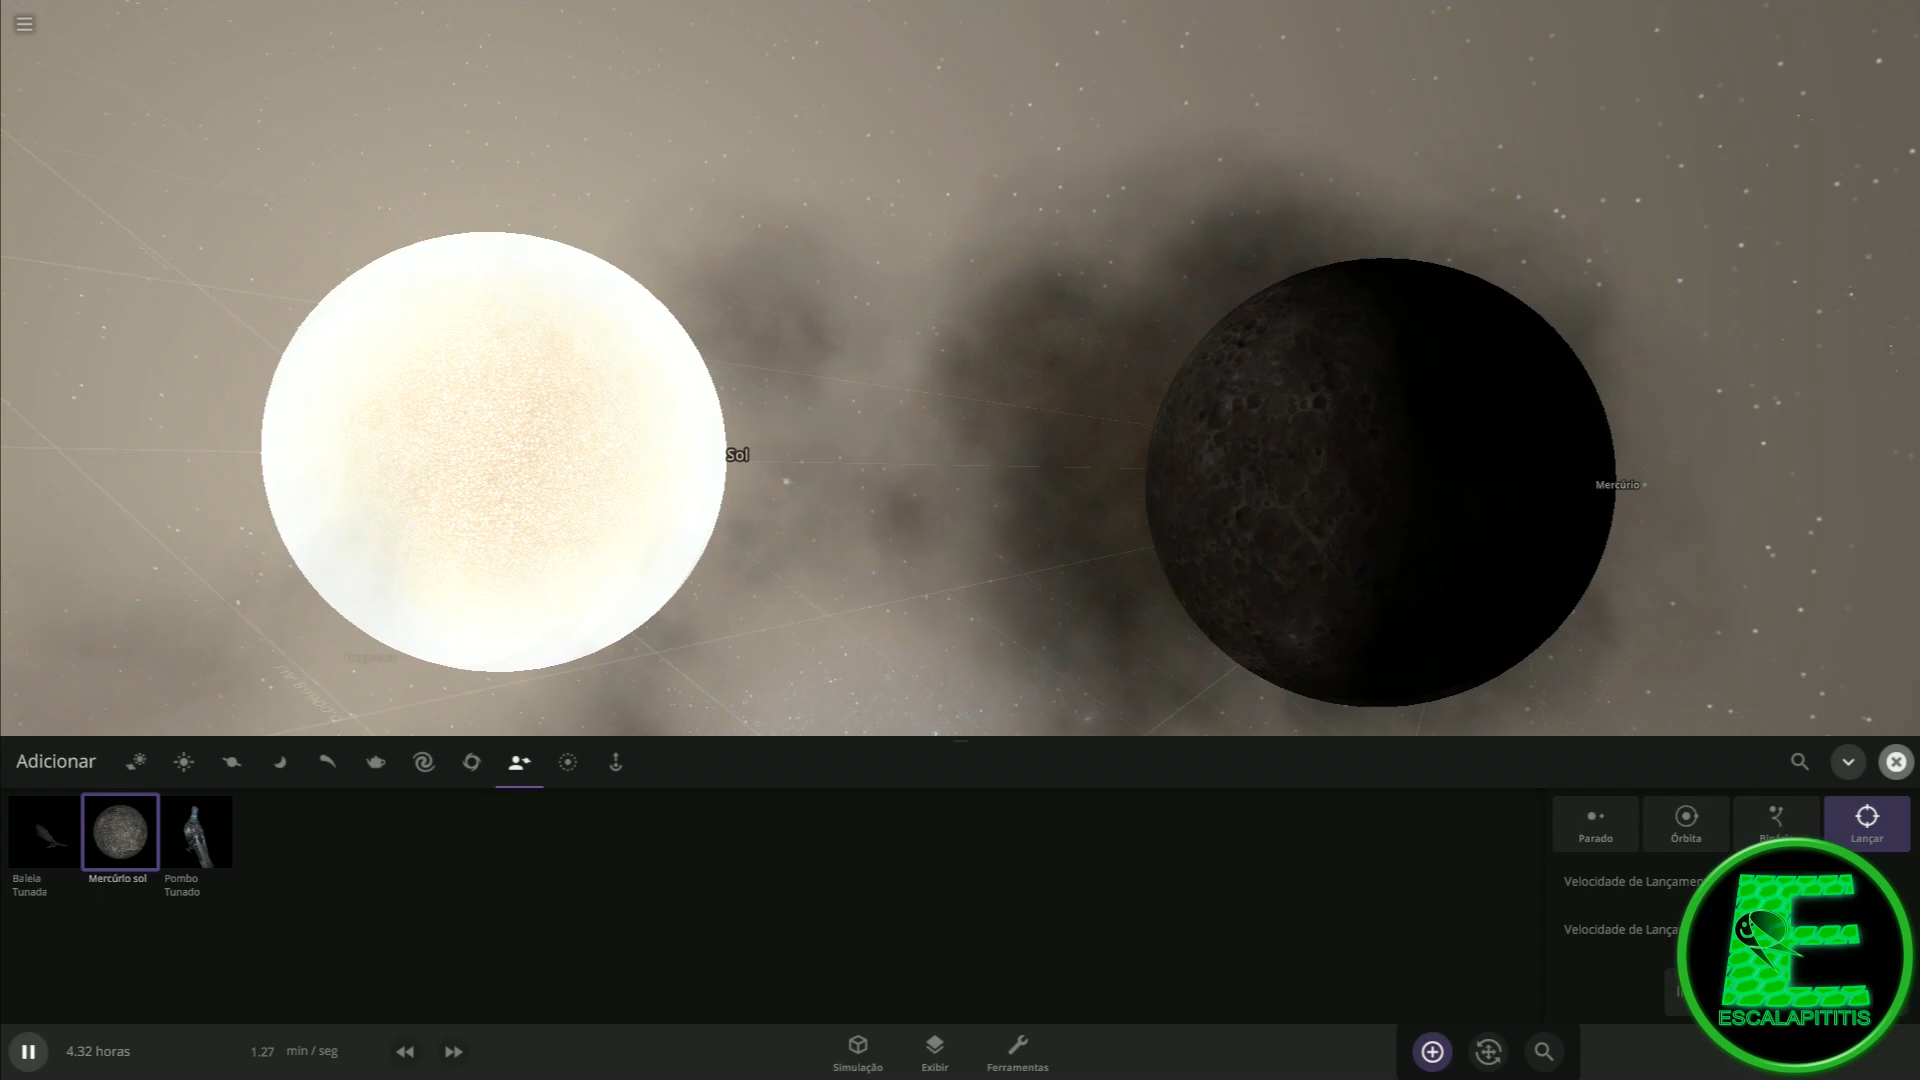 Sol
Mercúrio
Adicionar
Baleia
Tunada
Mercúrio sol
Pombo
Tunado
Parado
Órbita
Lançar
Velocidade de Lançamen
Velocidade de Lança
ESCALAPITITIS
4.32 horas
1.27 min / seg
Simulação
Exibir
Ferramentas